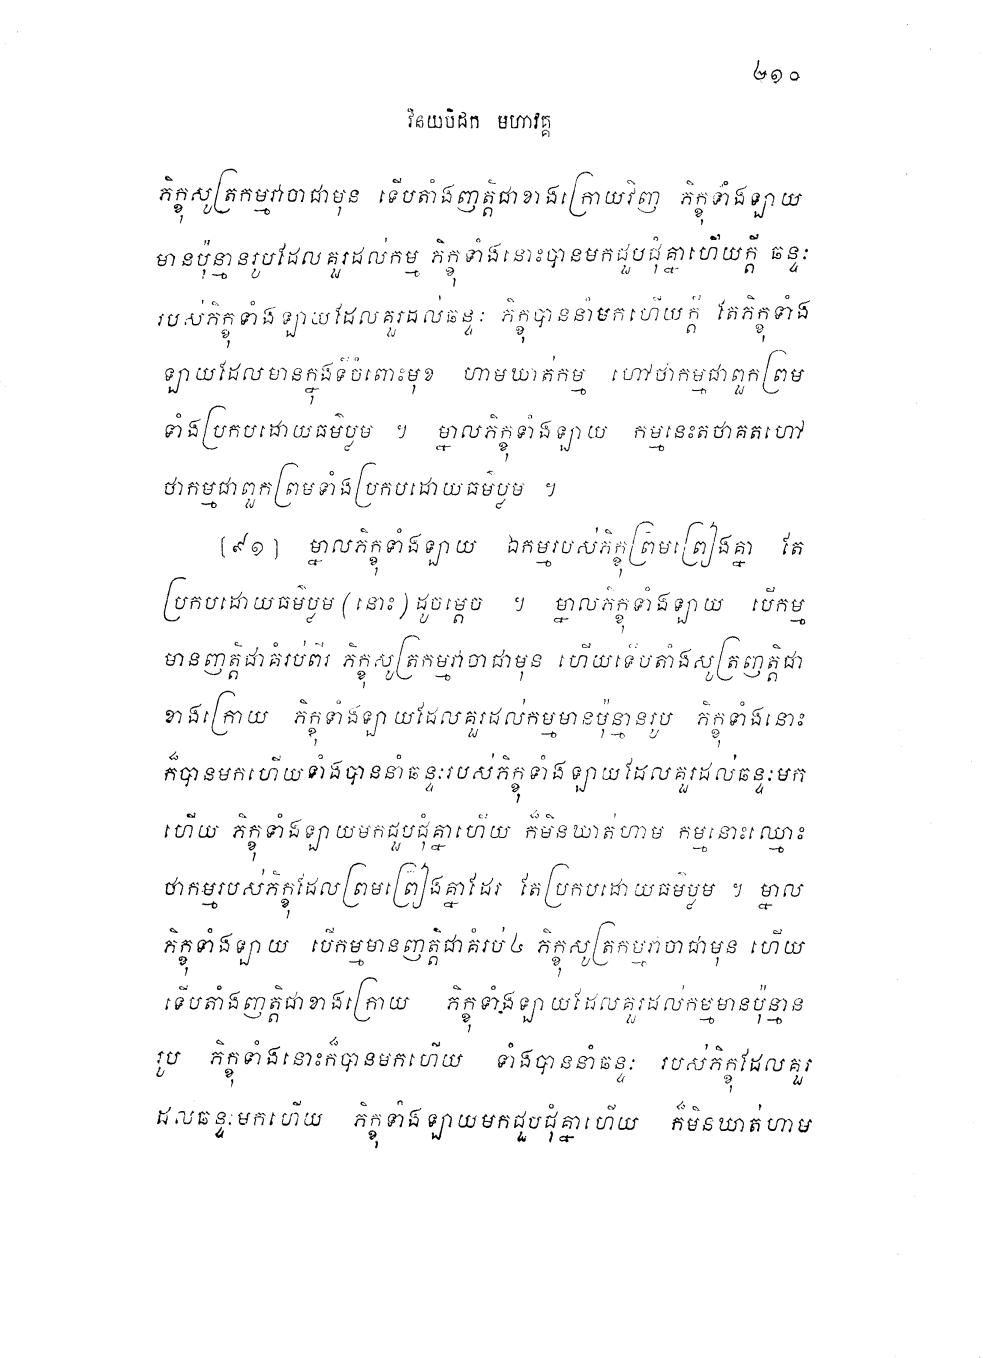 ២១០
វិនយបិដក មហាវគ្គ
ភិក្ខុសូត្រកម្មវាចាជាមុន ទើបតាំងញត្តិជាខាងក្រោយវិញ ភិក្ខុទាំងឡាយ
មានប៉ុន្មានរូបដែលគួរដល់កម្ម ភិក្ខុទាំងនោះបានមកជួបជុំគ្នាហើយក្តី ឆន្ទៈ
របស់ភិក្ខុទាំងឡាយដែលគួរដល់ឆន្ទៈ ភិក្ខុបាននាំមកហើយក្តី តែភិក្ខុទាំង
ឡាយដែលមានក្នុងទីចំពោះមុខ ហាមឃាត់កម្ម ហៅថាកម្មជាពួកព្រម
ទាំងប្រកបដោយធម៌ប្លម ។ ម្នាលភិក្ខុទាំងឡាយ កម្មនេះតថាគតហៅ
ថាកម្មជាពួកព្រមទាំងប្រកបដោយធម៌ប្លម ។
[៩១] ម្នាលភិក្ខុទាំងឡាយ ឯកម្មរបស់ភិក្ខុព្រមព្រៀងគ្នា តែ
ប្រកបដោយធម៌ប្លម (នោះ) ដូចម្តេច ។ ម្នាលភិក្ខុទាំងឡាយ បើកម្ម
មានញត្តិជាគំរប់ពីរ ភិក្ខុសូត្រកម្មវាចាជាមុន ហើយទើបតាំងសូត្រញត្តិជា
ខាងក្រោយ ភិក្ខុទាំងឡាយដែលគួរដល់កម្មមានប៉ុន្មានរូប ភិក្ខុទាំងនោះ
ក៏បានមកហើយទាំងបាននាំឆន្ទៈរបស់ភិក្ខុទាំងឡាយដែលគួរដល់ឆន្ទៈមក
ហើយ ភិក្ខុទាំងឡាយមកជួបជុំគ្នាហើយ ក៏មិនឃាត់ហាម កម្មនោះឈ្មោះ
ថាកម្មរបស់ភិក្ខុដែលព្រមព្រៀងគ្នាដែរ តែប្រកបដោយធម៌ប្លម ។ ម្នាល
ភិក្ខុទាំងឡាយ បើកម្មមានញត្តិជាគំរប់៤ ភិក្ខុសូត្រកម្មវាចាជាមុន ហើយ
ទើបតាំងញត្តិជាខាងក្រោយ ភិក្ខុទាំងឡាយដែលគួរដល់កម្មមានប៉ុន្មាន
រូប ភិក្ខុទាំងនោះក៏បានមកហើយ ទាំងបាននាំឆន្ទៈ របស់ភិក្ខុដែលគួរ
ដលឆន្ទៈមកហើយ ភិក្ខុទាំងឡាយមកជួបជុំគ្នាហើយ ក៏មិនឃាត់ហាម